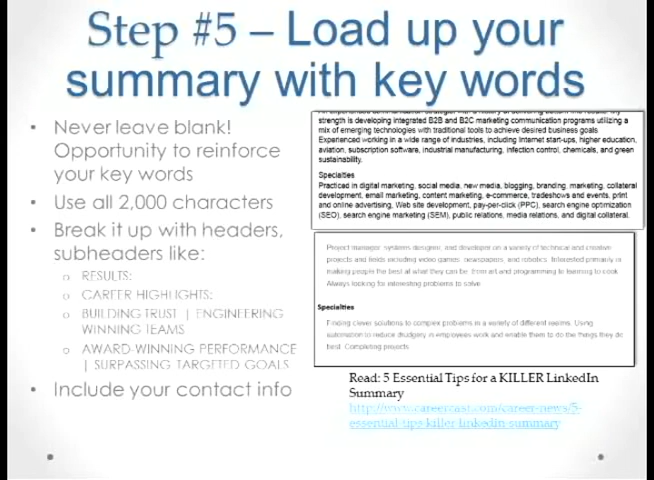 Step #5 – Load up your
summary with key words
• Never leave blank!
Opportunity to reinforce
your key words
• Use all 2,000 characters
• Break it up with headers,
subheaders like:
o RESULTS:
o CAREER HIGHLIGHTS:
o BUILDING TRUST | ENGINEERING
WINNING TEAMS
o AWARD-WINNING PERFORMANCE
| SURPASSING TARGETED GOALS
• Include your contact info
strength is developing integrated B2B and B2C marketing communication programs utilizing a
mix of emerging technologies with traditional tools to achieve desired business goals.
Experienced working in a wide range of industries, including Internet start-ups, higher education,
aviation, subscription software, industrial manufacturing, infection control, chemicals, and green
sustainability.
Specialties
Practiced in digital marketing, social media, new media, blogging, branding, marketing, collateral
development, email marketing, content marketing, e-commerce, tradeshows and events, print
and online advertising, Web site development, pay-per-click (PPC), search engine optimization
(SEO), search engine marketing (SEM), public relations, media relations, and digital collateral.
Project manager, systems designer, and developer on a variety of technical and creative
projects and fields including video games, newspapers, and robotics. Interested primarily in
making people the best at what they can be, from art and programming to learning to cook.
Always looking for interesting problems to solve.
Specialties
Finding clever solutions to complex problems in a variety of different realms. Using
automation to reduce drudgery in employees work and enable them to do the things they do
best. Completing projects.
Read: 5 Essential Tips for a KILLER LinkedIn
Summary
http://www.careercast.com/career-news/5-
essential-tips-killer-linkedin-summary